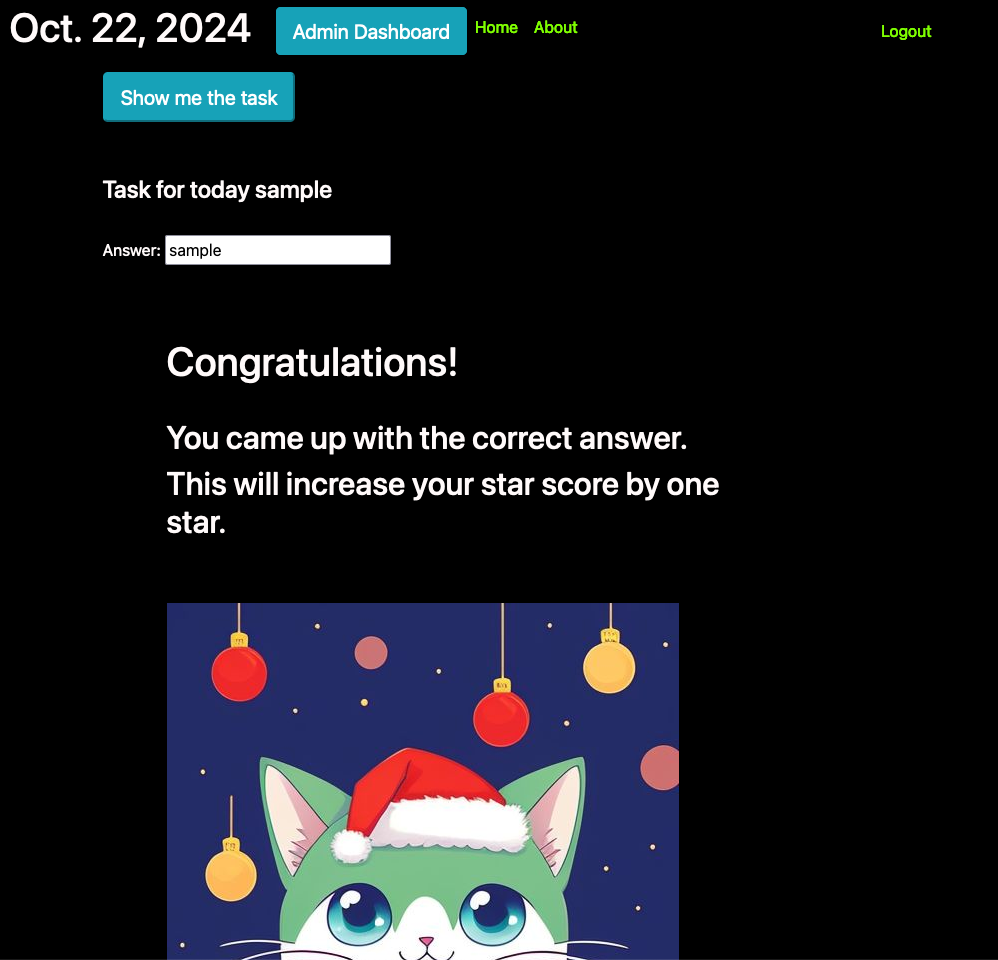 Oct. 22, 2024 Admin Dashboard Home About Logout
Show me the task
Task for today sample
Answer: sample
Congratulations!
You came up with the correct answer.
This will increase your star score by one
star.